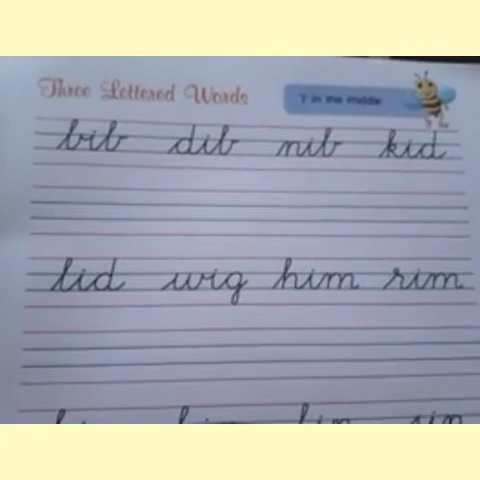 Three Lettered Words
'i' in the middle
bib dib nib kid
lid wig him rim